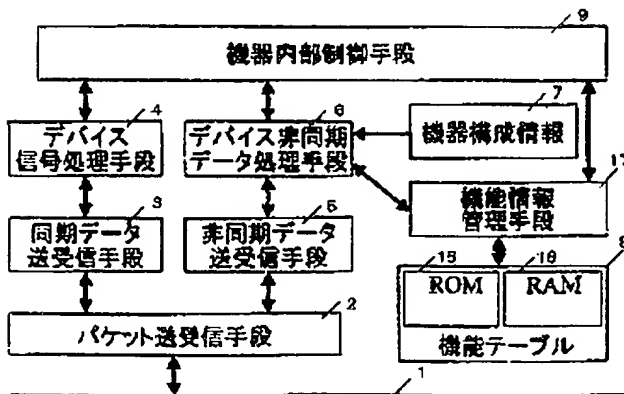 9
機器内部制御手段
4
デバイス
信号処理手段
6
デバイス非同期
データ処理手段
7
機器構成情報
17
機能情報
管理手段
3
同期データ
送受信手段
5
非同期データ
送受信手段
8
15
ROM
16
RAM
機能テーブル
2
パケット送受信手段
1